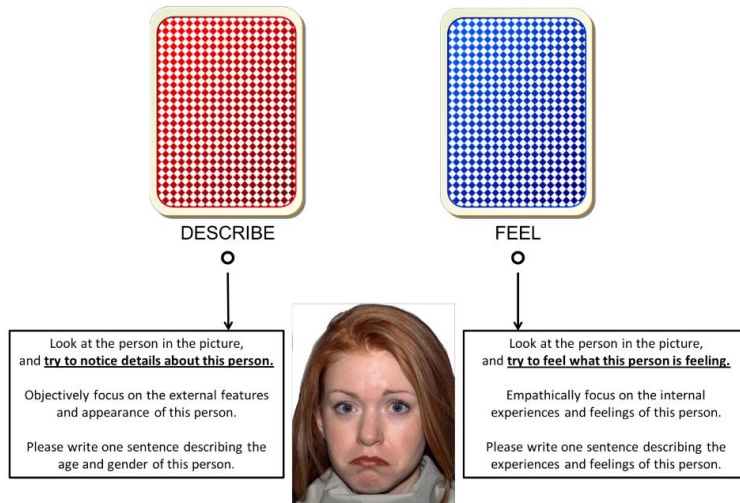 DESCRIBE
FEEL
Look at the person in the picture,
and try to notice details about this person.
Objectively focus on the external features
and appearance of this person.
Please write one sentence describing the
age and gender of this person.
Look at the person in the picture,
and try to feel what this person is feeling.
Empathically focus on the internal
experiences and feelings of this person.
Please write one sentence describing the
experiences and feelings of this person.